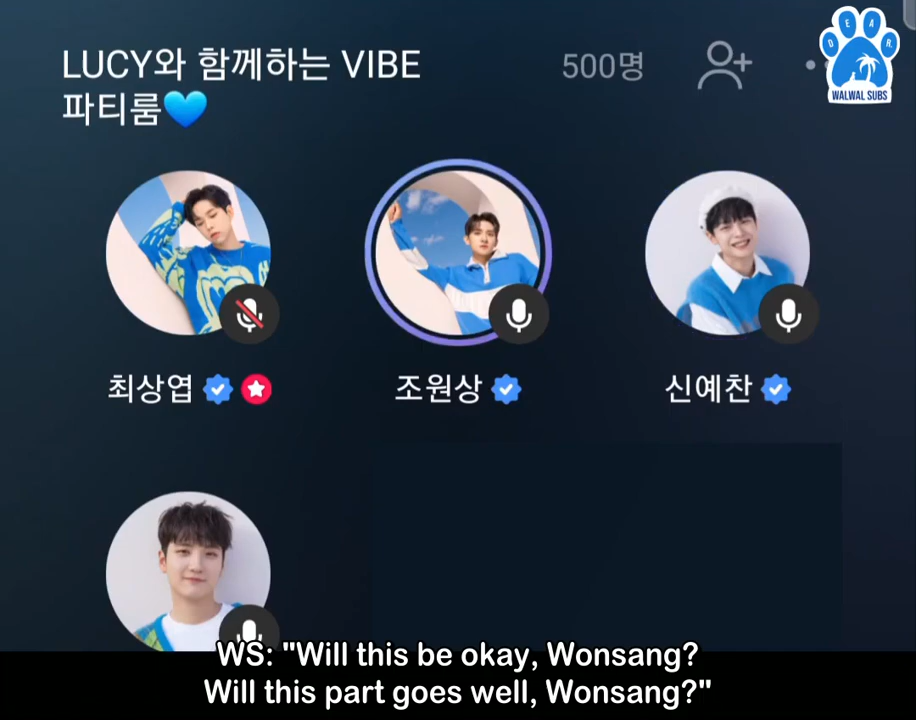 LUCY와 함께하는 VIBE
파티룸💙
500명
DEAR.
WALWAL SUBS
최상엽
조원상
신예찬
WS: "Will this be okay, Wonsang?
Will this part goes well, Wonsang?"